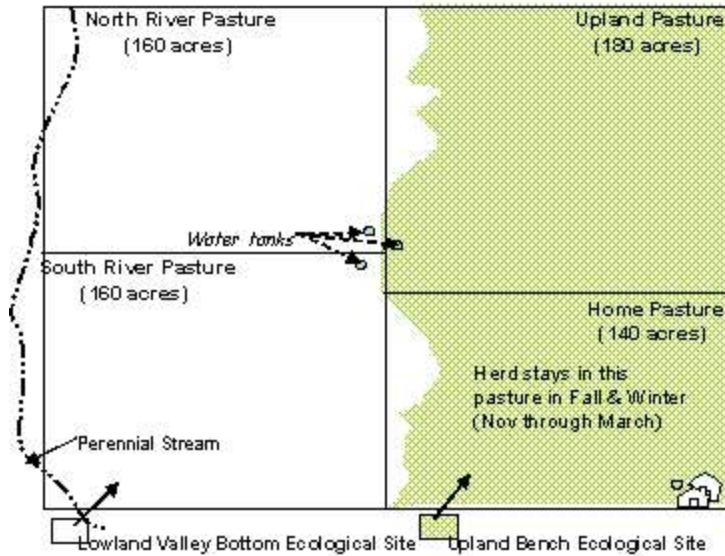 North River Pasture
(160 acres)
Upland Pasture
(180 acres)
Water tanks
South River Pasture
(160 acres)
Home Pasture
(140 acres)
Herd stays in this
pasture in Fall & Winter
(Nov through March)
Perennial Stream
Lowland Valley Bottom Ecological Site
Upland Bench Ecological Site